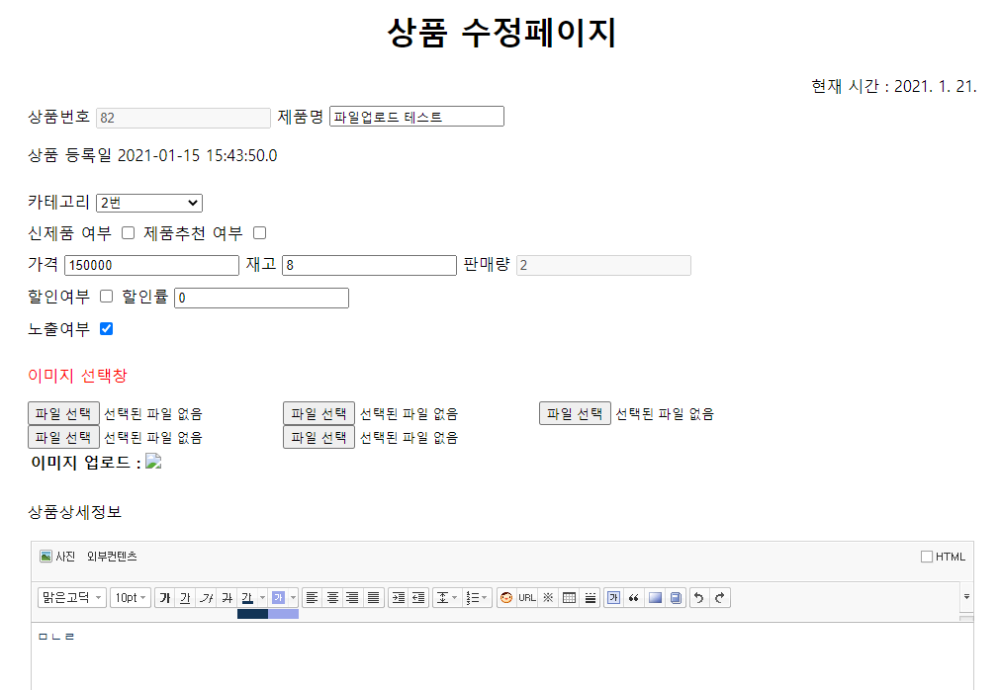 상품 수정페이지
현재 시간 : 2021. 1. 21.
상품번호 82 제품명 파일업로드 테스트
상품 등록일 2021-01-15 15:43:50.0
카테고리 2번
신제품 여부 제품추천 여부
가격 150000 재고 8 판매량 2
할인여부 할인률 0
노출여부
이미지 선택창
파일 선택 선택된 파일 없음 파일 선택 선택된 파일 없음 파일 선택 선택된 파일 없음
파일 선택 선택된 파일 없음 파일 선택 선택된 파일 없음
이미지 업로드 :
상품상세정보
사진 외부컨텐츠 HTML
맑은고딕 10pt 가 가 가 가 가 가 URL ※ 가
ㅁㄴㄹ